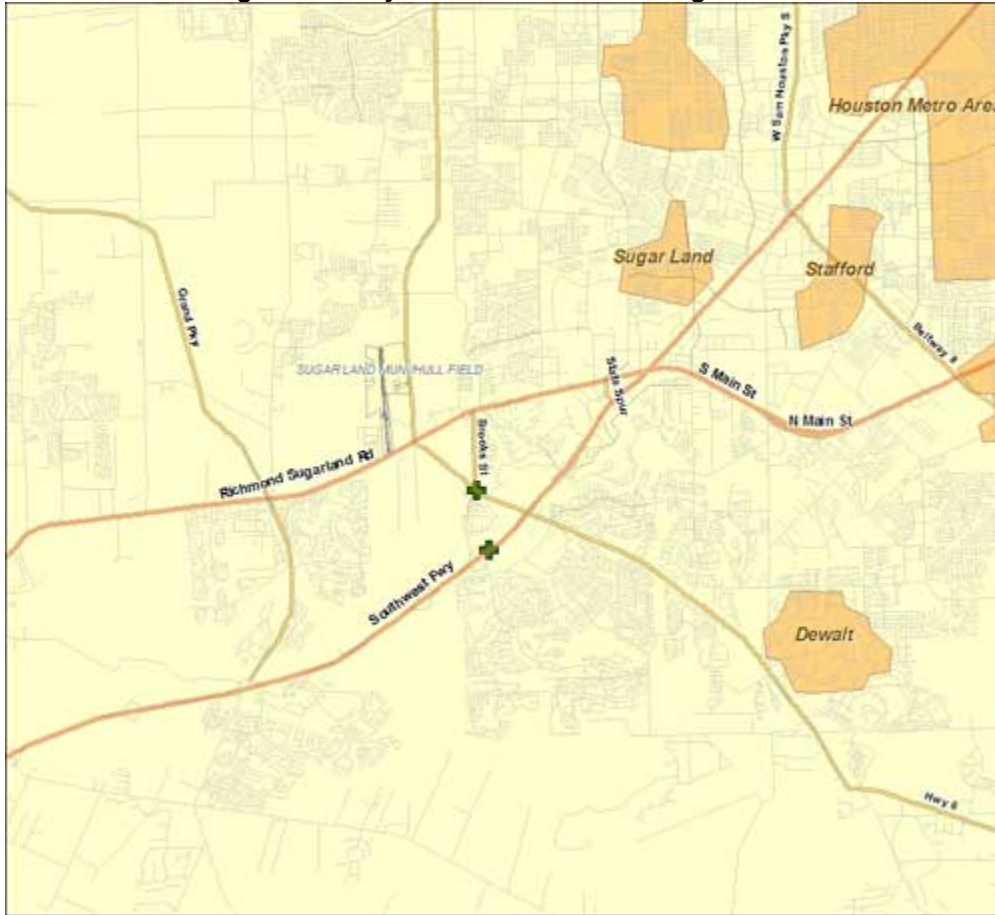 W Sam Houston Pky S
Houston Metro Area
Sugar Land
Stafford
Grand Pky
Beltway 8
SUGAR LAND MUNI/HULL FIELD
State Spur
S Main St
N Main St
Brooks St
Richmond Sugarland Rd
Southwest Fwy
Dewalt
Hwy 6